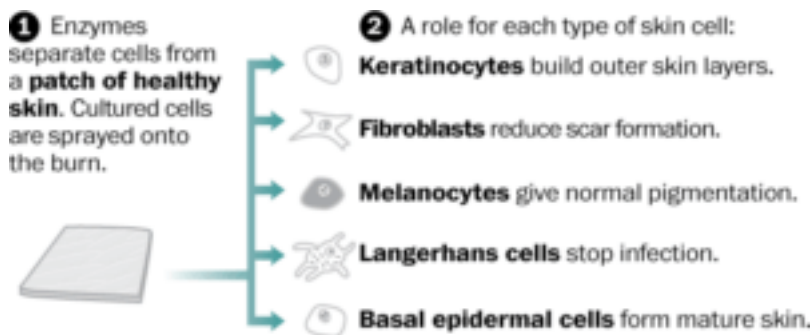 1 Enzymes
separate cells from
a patch of healthy
skin. Cultured cells
are sprayed onto
the burn.
2 A role for each type of skin cell:
Keratinocytes build outer skin layers.
Fibroblasts reduce scar formation.
Melanocytes give normal pigmentation.
Langerhans cells stop infection.
Basal epidermal cells form mature skin.